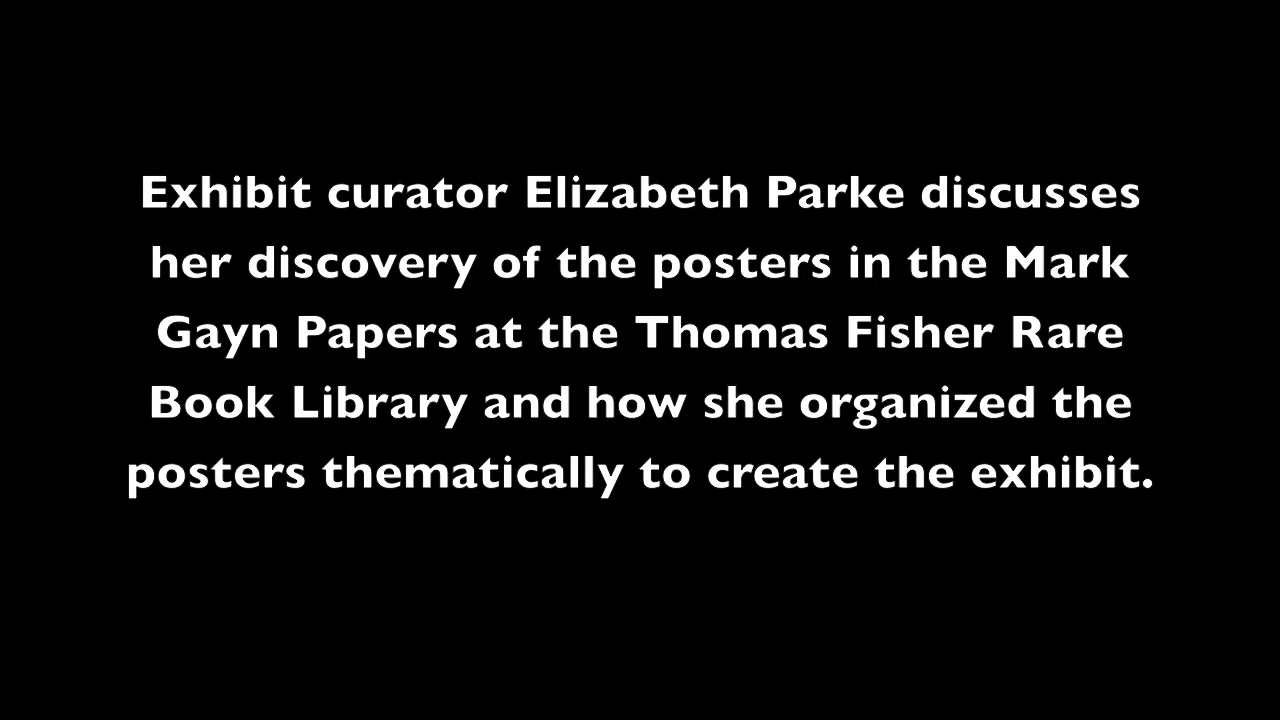 Exhibit curator Elizabeth Parke discusses
her discovery of the posters in the Mark
Gayn Papers at the Thomas Fisher Rare
Book Library and how she organized the
posters thematically to create the exhibit.